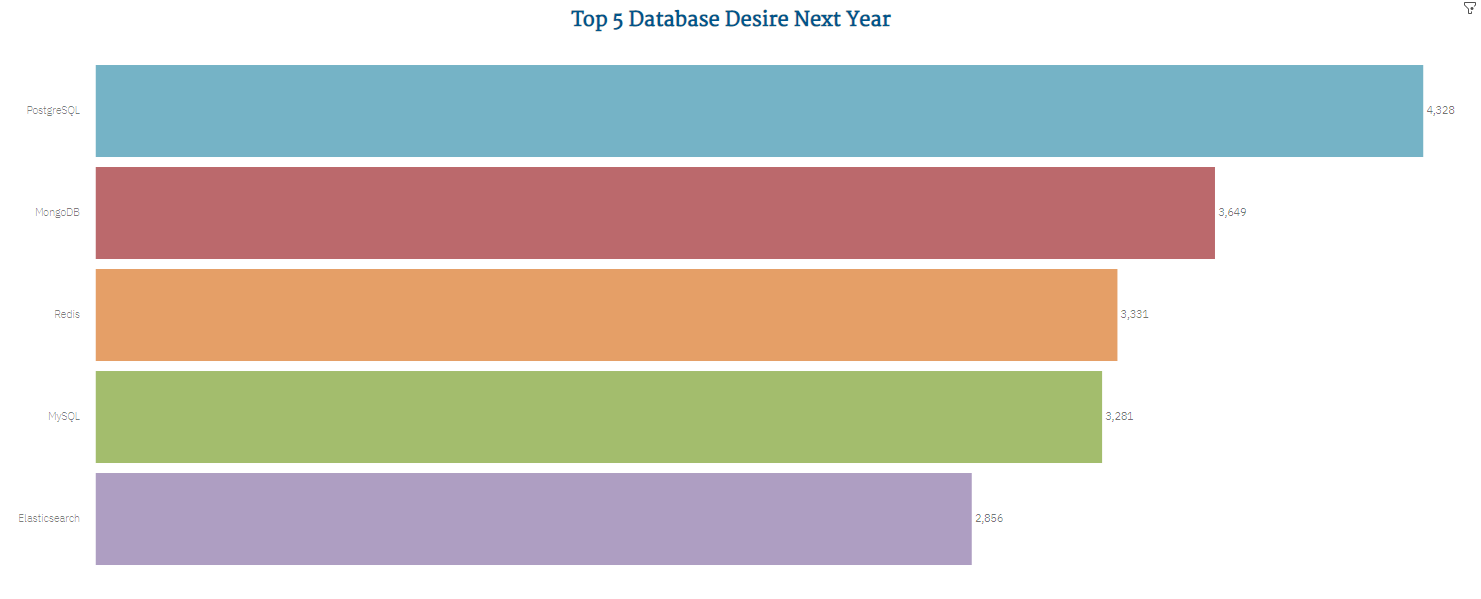 Top 5 Database Desire Next Year
PostgreSQL 4,328
MongoDB 3,649
Redis 3,331
MySQL 3,281
Elasticsearch 2,856